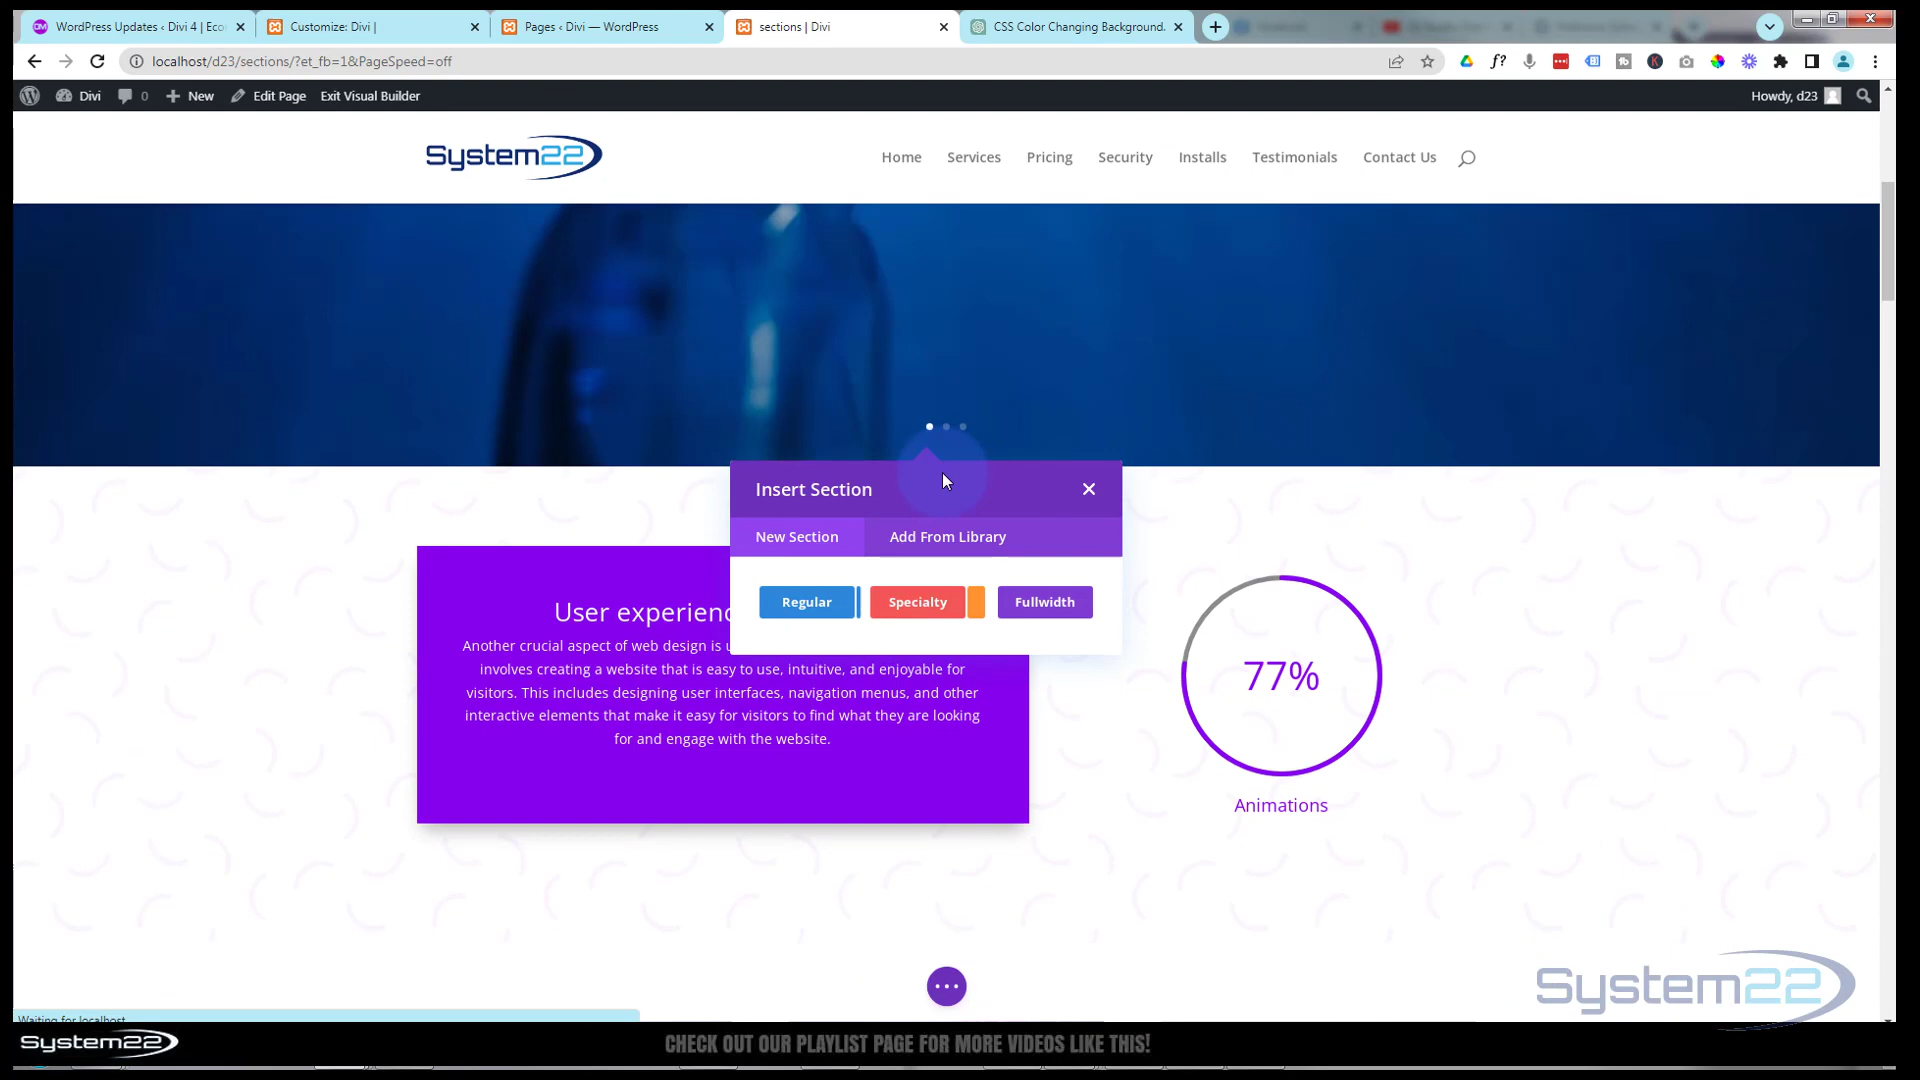 WordPress Updates ‹ Divi 4 | Eco
Customize: Divi |
Pages ‹ Divi — WordPress
sections | Divi
CSS Color Changing Background.
localhost/d23/sections/?et_fb=1&PageSpeed=off
Divi
0
New
Edit Page
Exit Visual Builder
Howdy, d23
System22
Home
Services
Pricing
Security
Installs
Testimonials
Contact Us
Insert Section
New Section
Add From Library
Regular
Specialty
Fullwidth
User experienc
Another crucial aspect of web design is u
involves creating a website that is easy to use, intuitive, and enjoyable for
visitors. This includes designing user interfaces, navigation menus, and other
interactive elements that make it easy for visitors to find what they are looking
for and engage with the website.
77%
Animations
System22
Waiting for localhost
System22
CHECK OUT OUR PLAYLIST PAGE FOR MORE VIDEOS LIKE THIS!